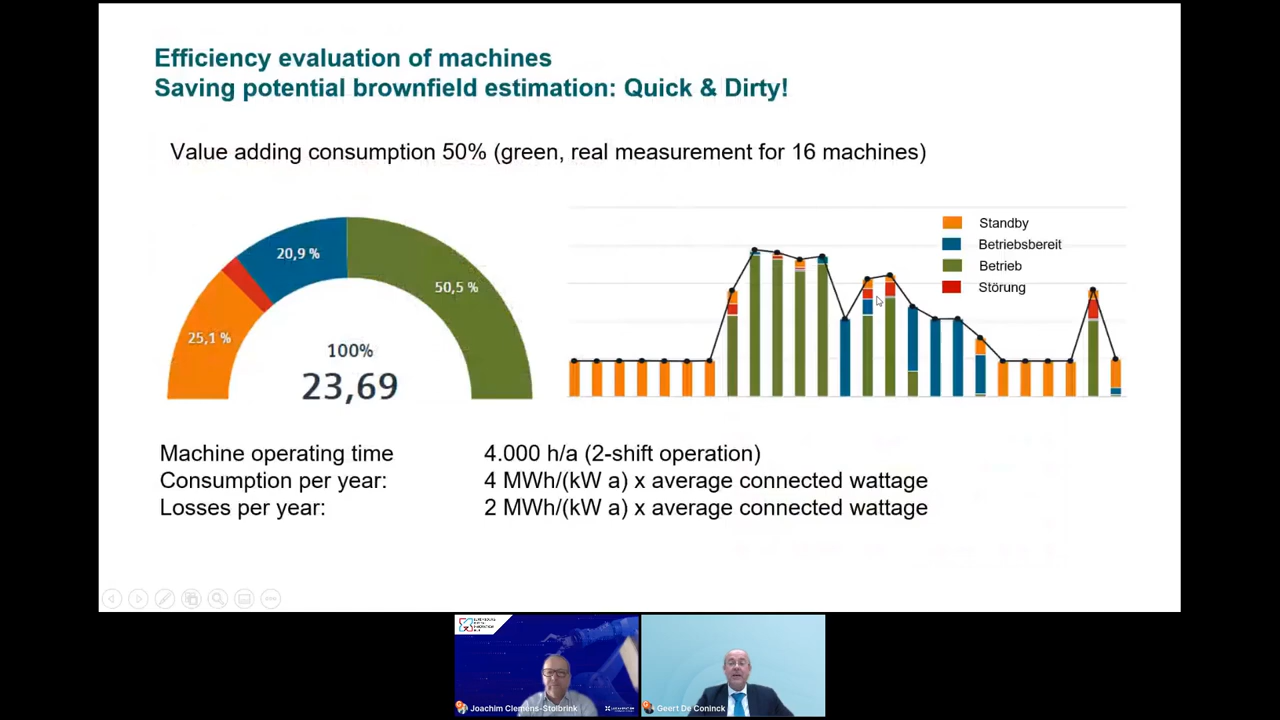 Efficiency evaluation of machines
Saving potential brownfield estimation: Quick & Dirty!
Value adding consumption 50% (green, real measurement for 16 machines)
20,9 %
50,5 %
25,1 %
100%
23,69
Standby
Betriebsbereit
Betrieb
Störung
Machine operating time 4.000 h/a (2-shift operation)
Consumption per year: 4 MWh/(kW a) x average connected wattage
Losses per year: 2 MWh/(kW a) x average connected wattage
Joachim Clemens-Stolbrink
Geert De Coninck